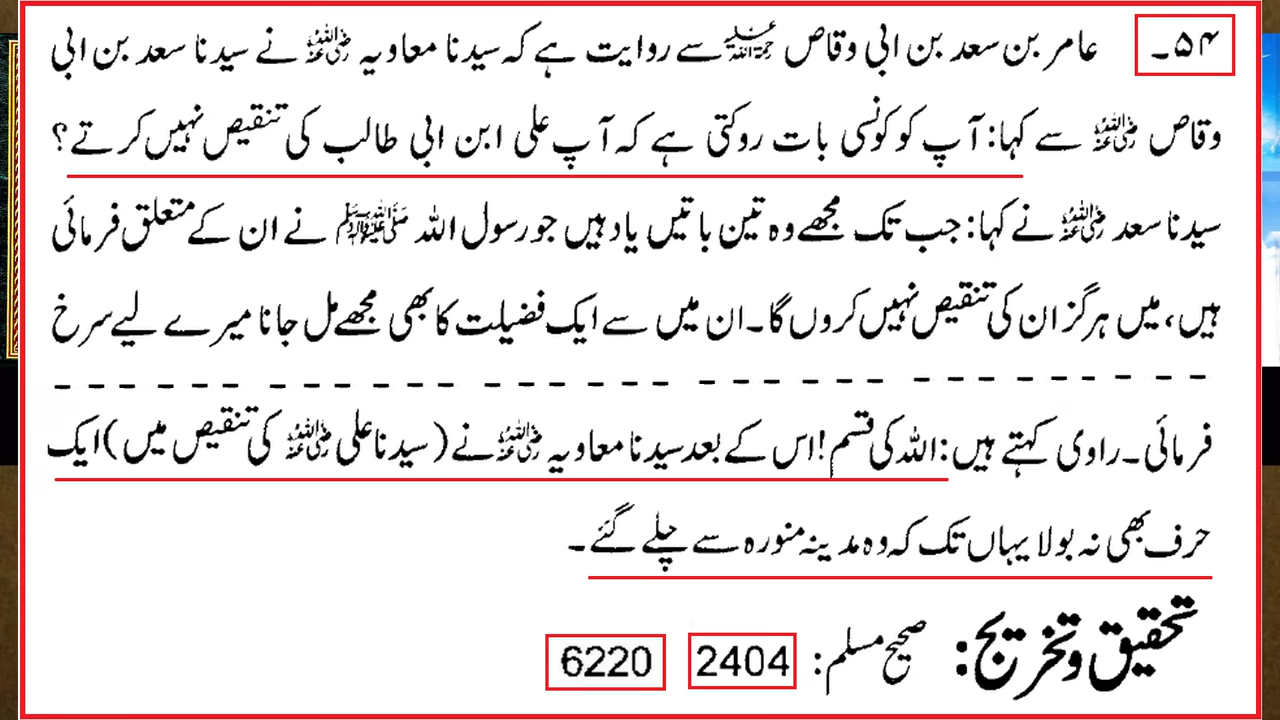 ۵۴۔ عامر بن سعد بن ابی وقاص رحمۃ اللہ علیہ سے روایت ہے کہ سیدنا معاویہ رضی اللہ عنہ نے سیدنا سعد بن ابی
وقاص رضی اللہ عنہ سے کہا: آپ کو کونسی بات روکتی ہے کہ آپ علی ابن ابی طالب کی تنقیص نہیں کرتے؟
سیدنا سعد رضی اللہ عنہ نے کہا: جب تک مجھے وہ تین باتیں یاد ہیں جو رسول اللہ صلی اللہ علیہ وسلم نے ان کے متعلق فرمائی
ہیں، میں ہرگز ان کی تنقیص نہیں کروں گا۔ ان میں سے ایک فضیلت کا بھی مجھے مل جانا میرے لیے سرخ
فرمائی۔ راوی کہتے ہیں: اللہ کی قسم! اس کے بعد سیدنا معاویہ رضی اللہ عنہ نے (سیدنا علی رضی اللہ عنہ کی تنقیص میں) ایک
حرف بھی نہ بولا یہاں تک کہ وہ مدینہ منورہ سے چلے گئے۔
تحقیق و تخریج: صحیح مسلم: 2404 6220